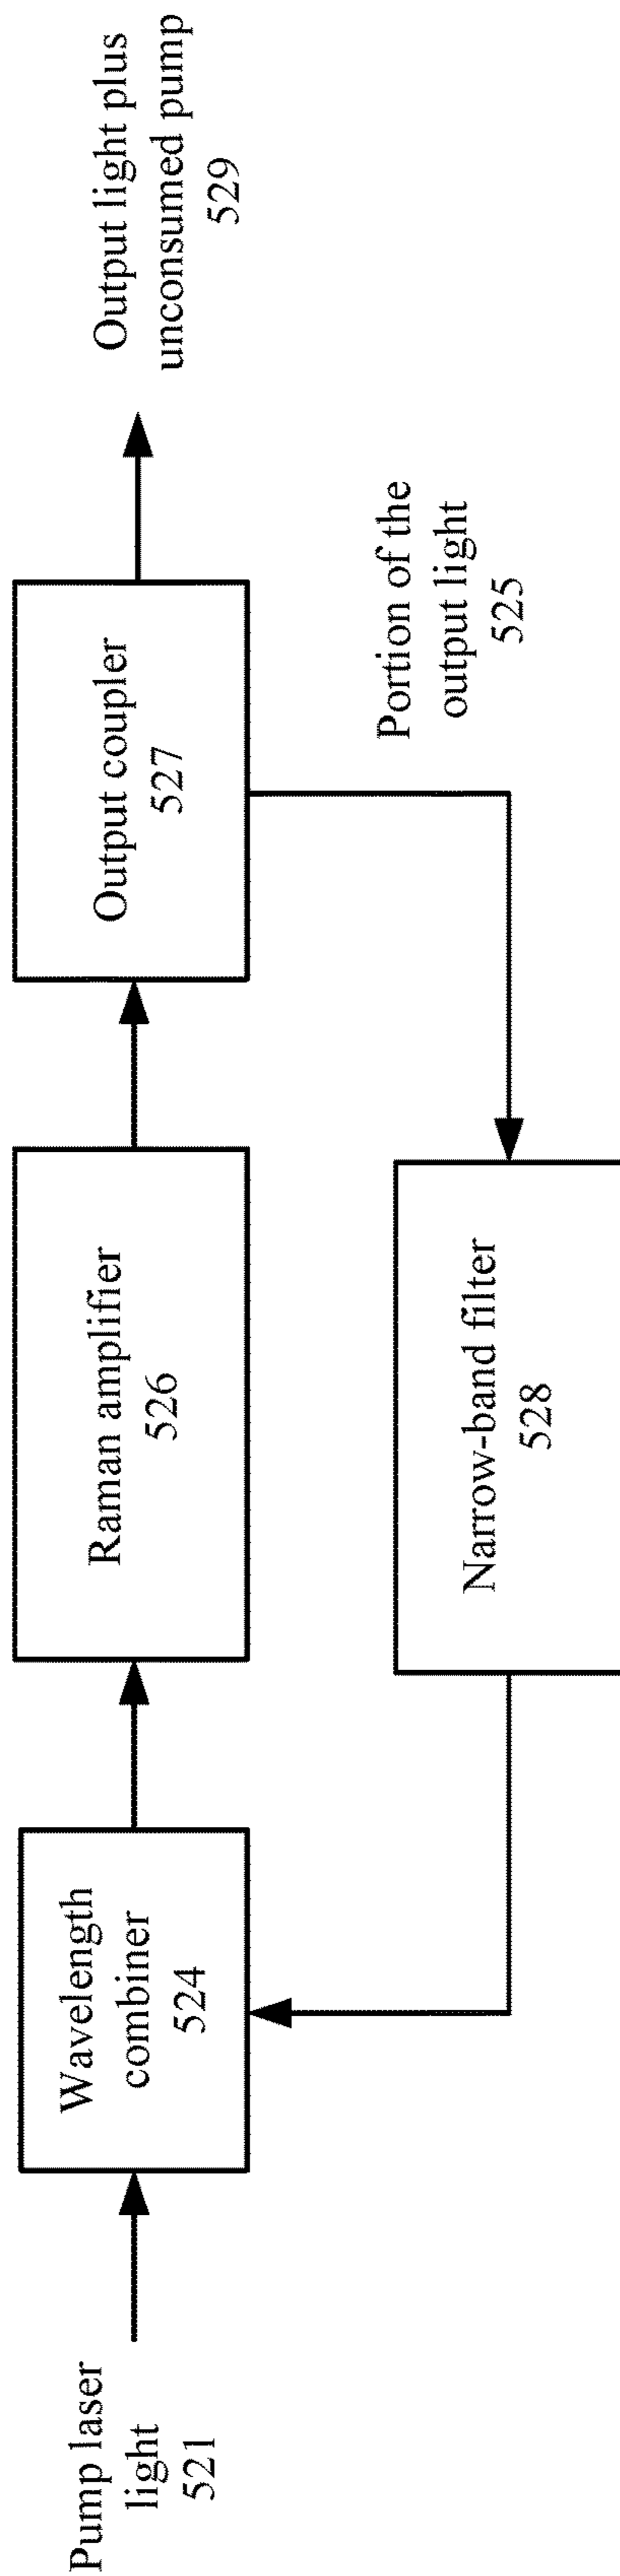 Pump laser
light
521
Wavelength
combiner
524
Raman amplifier
526
Output coupler
527
Output light plus
unconsumed pump
529
Portion of the
output light
525
Narrow-band filter
528